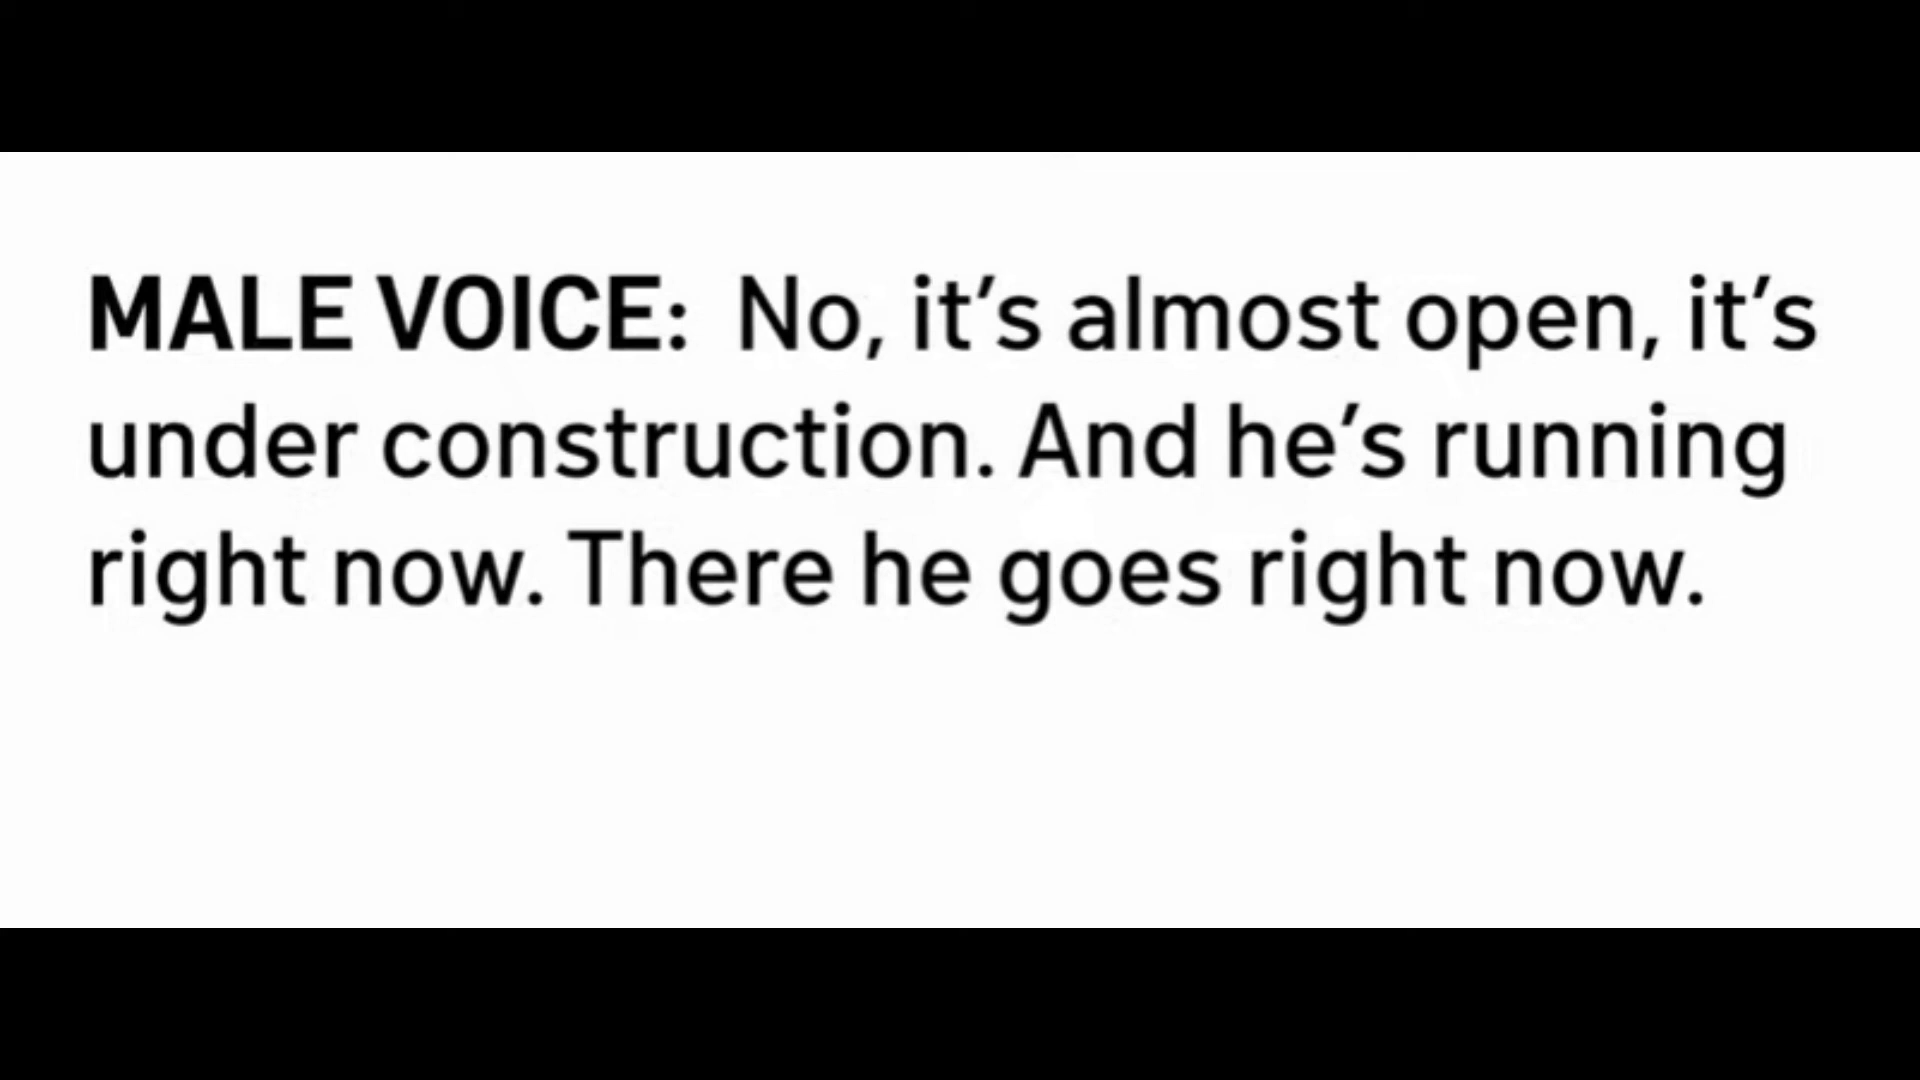 MALE VOICE: No, it’s almost open, it’s
under construction. And he’s running
right now. There he goes right now.